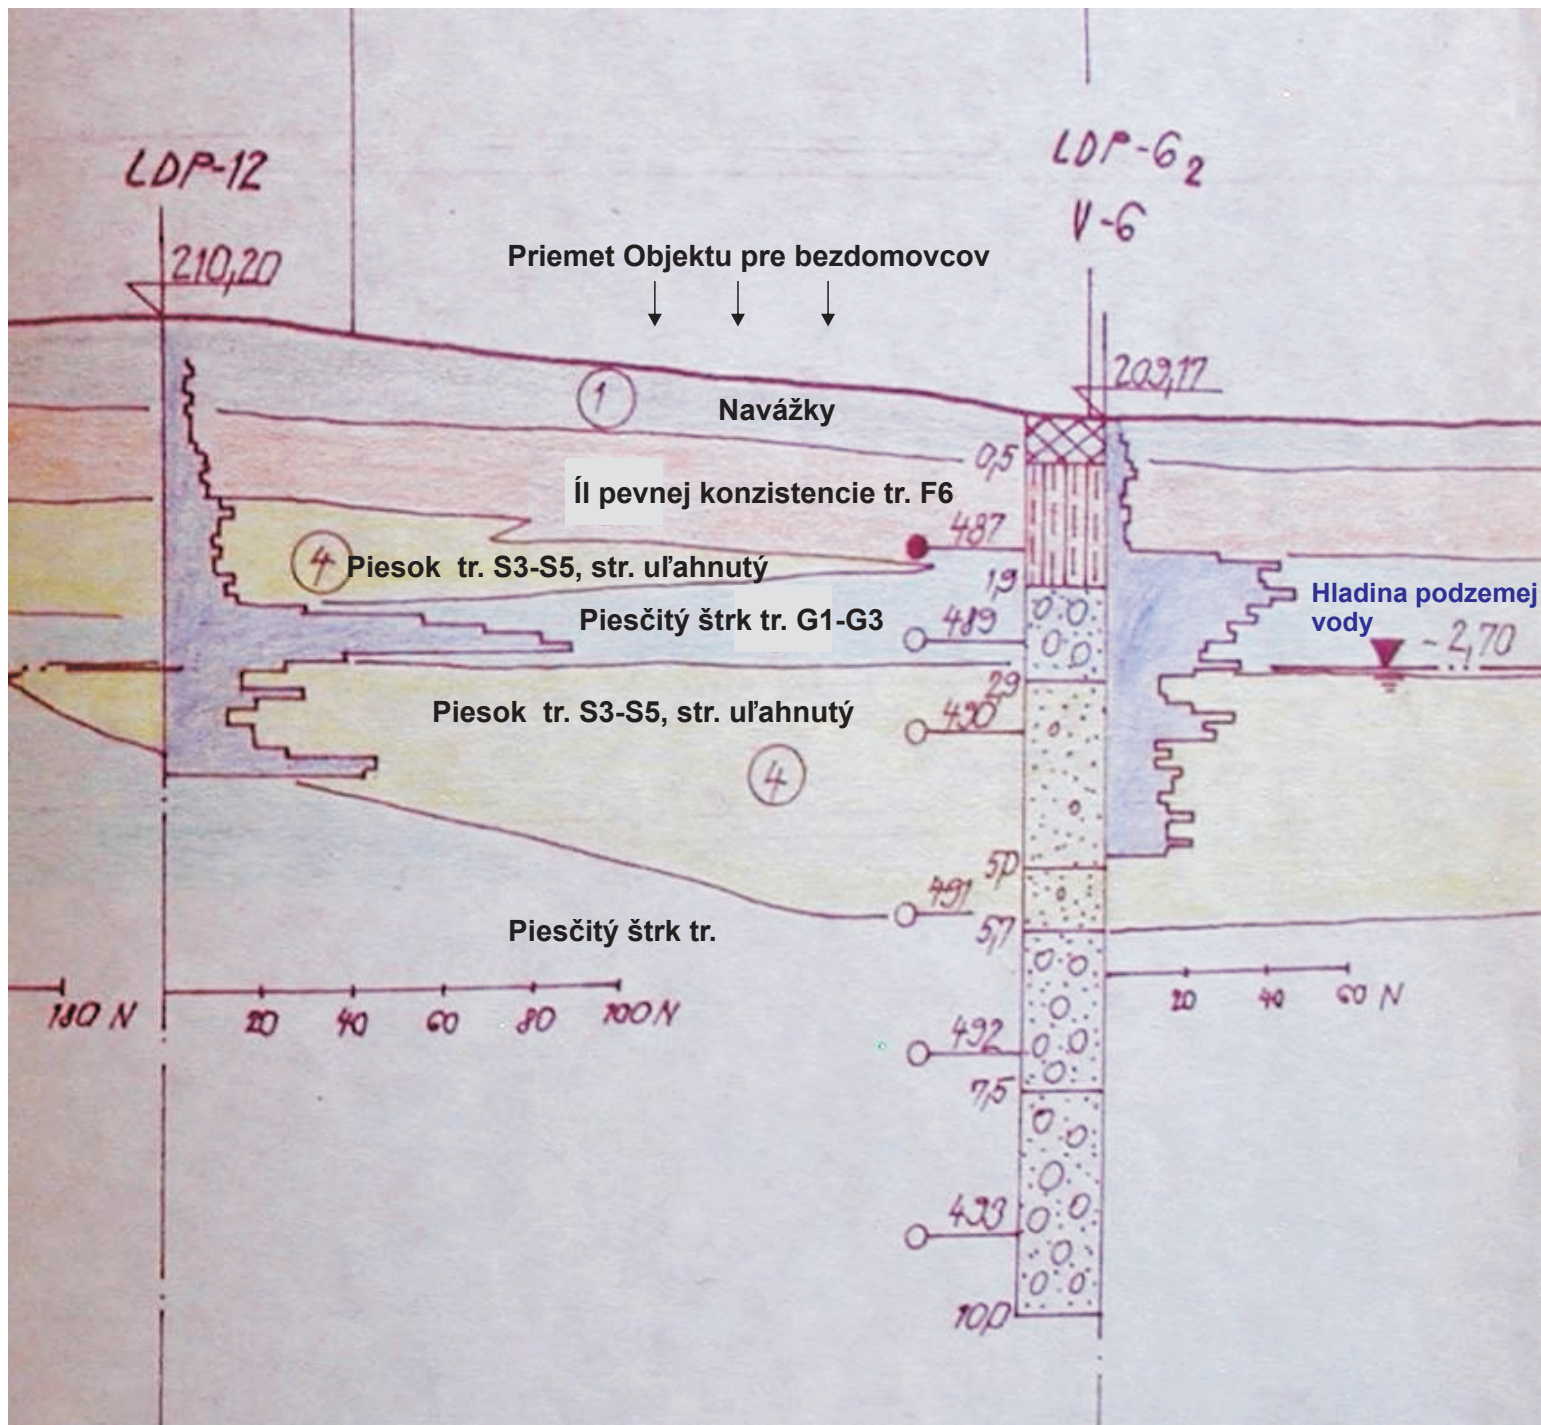 LDP-12
LDP-6 2
V-6
210,20
Priemet Objektu pre bezdomovcov
209,17
1
Navážky
0,5
Íl pevnej konzistencie tr. F6
487
4
Piesok tr. S3-S5, str. uľahnutý
1,9
Hladina podzemej
vody
Piesčitý štrk tr. G1-G3
489
- 2,70
29
Piesok tr. S3-S5, str. uľahnutý
490
4
5,0
491
Piesčitý štrk tr.
5,7
180 N
20 40 60 80 100 N
20 40 60 N
492
7,5
493
10,0